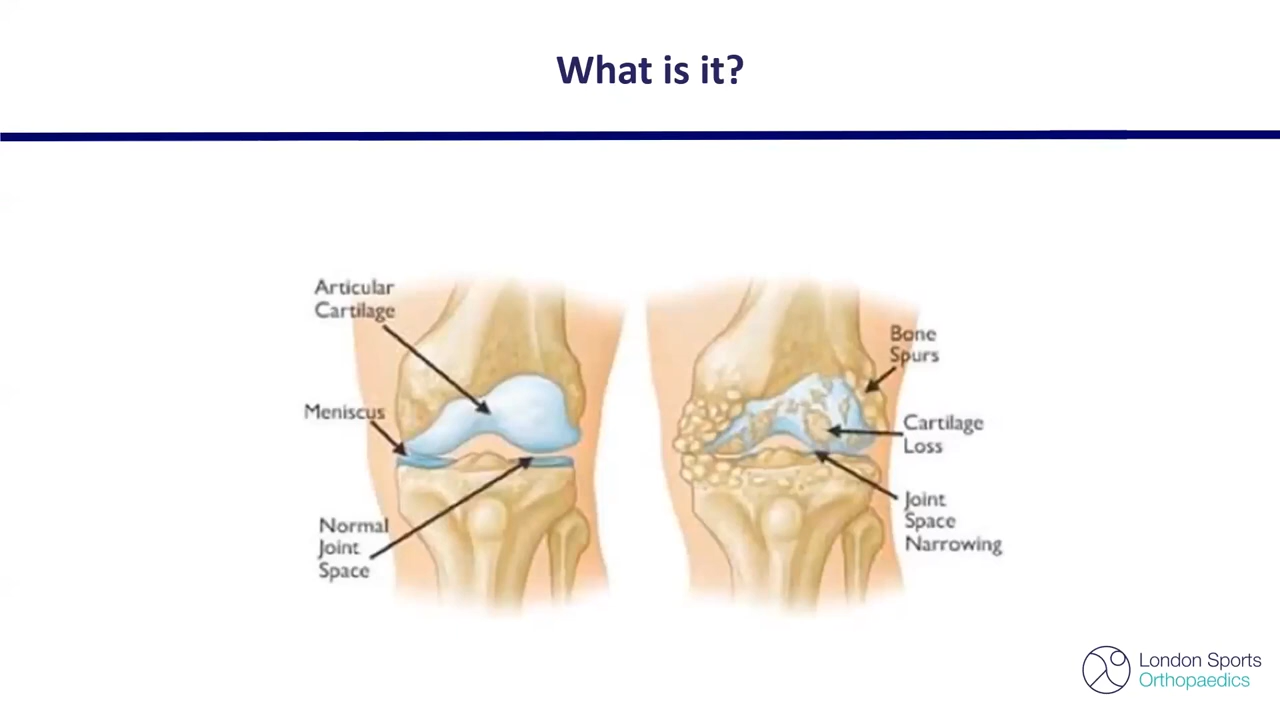 What is it?
Articular
Cartilage
Meniscus
Normal
Joint
Space
Bone
Spurs
Cartilage
Loss
Joint
Space
Narrowing
London Sports
Orthopaedics